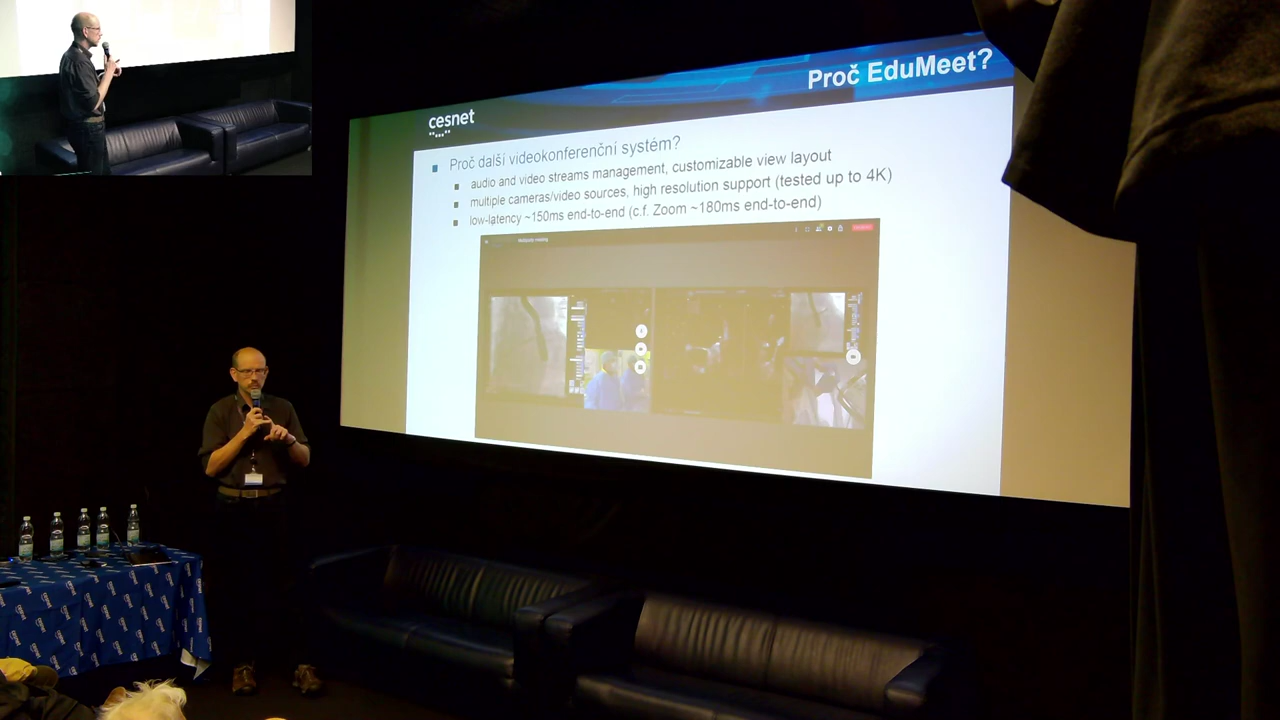 Proč EduMeet?
cesnet
Proč další videokonferenční systém?
audio and video streams management, customizable view layout
multiple cameras/video sources, high resolution support (tested up to 4K)
low-latency ~150ms end-to-end (c.f. Zoom ~180ms end-to-end)